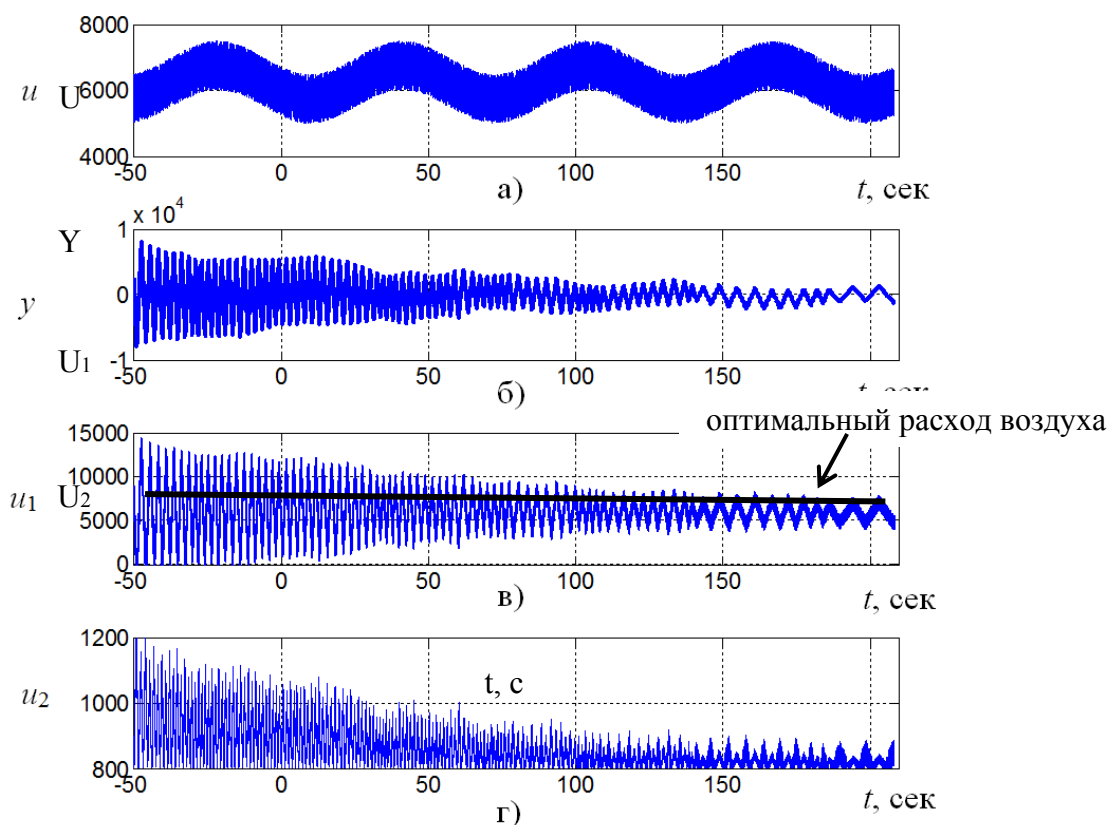 8000
6000
4000
u U
-50 0 50 100 150
а) t, сек
x 10⁴
1
0
-1
Y
y
U1
-50 0 50 100 150
б) t, сек
оптимальный расход воздуха
15000
10000
5000
0
u1 U2
-50 0 50 100 150
в) t, сек
1200
1000
800
u2
t, с
-50 0 50 100 150
г) t, сек